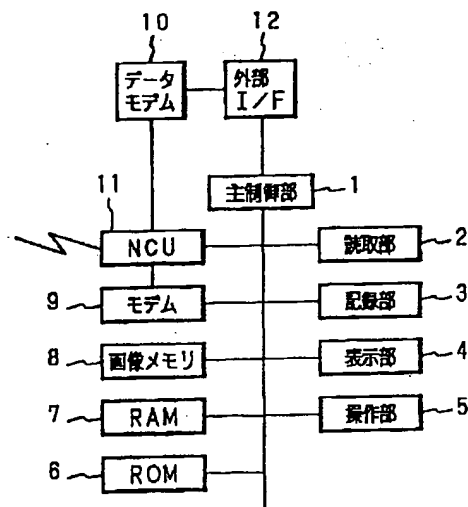 10
12
データ
モデム
外部
I/F
主制御部
1
11
NCU
読取部
2
9
モデム
記録部
3
8
画像メモリ
表示部
4
7
RAM
操作部
5
6
ROM